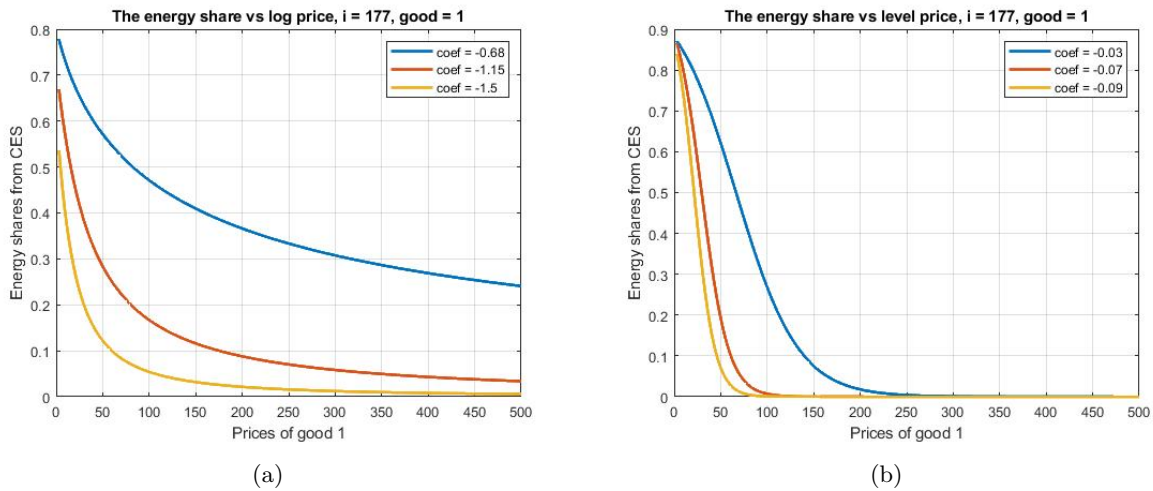 The energy share vs log price, i = 177, good = 1
0.8
0.7
0.6
0.5
0.4
0.3
0.2
0.1
0
Energy shares from CES
coef = -0.68
coef = -1.15
coef = -1.5
0 50 100 150 200 250 300 350 400 450 500
Prices of good 1
(a)
The energy share vs level price, i = 177, good = 1
0.9
0.8
0.7
0.6
0.5
0.4
0.3
0.2
0.1
0
Energy shares from CES
coef = -0.03
coef = -0.07
coef = -0.09
0 50 100 150 200 250 300 350 400 450 500
Prices of good 1
(b)